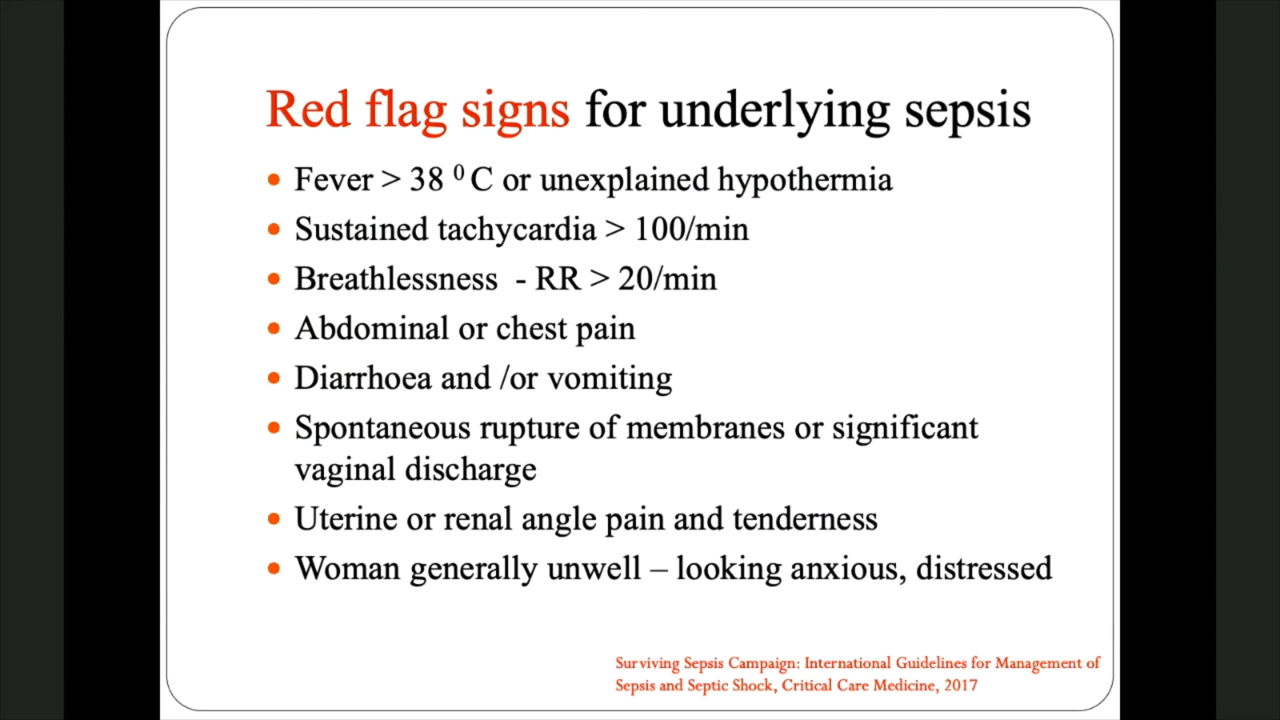 Red flag signs for underlying sepsis
• Fever > 38 ⁰ C or unexplained hypothermia
• Sustained tachycardia > 100/min
• Breathlessness - RR > 20/min
• Abdominal or chest pain
• Diarrhoea and /or vomiting
• Spontaneous rupture of membranes or significant
vaginal discharge
• Uterine or renal angle pain and tenderness
• Woman generally unwell – looking anxious, distressed
Surviving Sepsis Campaign: International Guidelines for Management of
Sepsis and Septic Shock, Critical Care Medicine, 2017